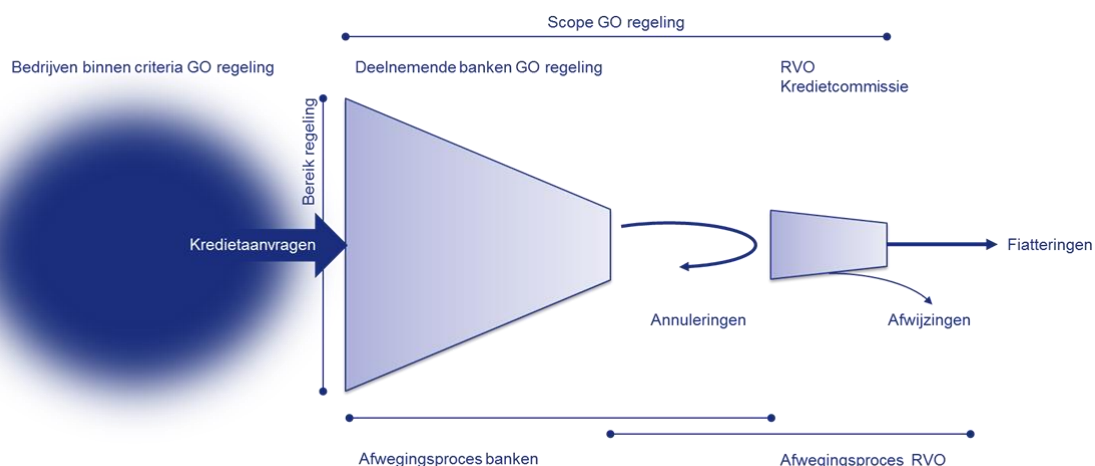 Scope GO regeling
Bedrijven binnen criteria GO regeling
Deelnemende banken GO regeling
RVO
Kredietcommissie
Bereik regeling
Kredietaanvragen
Fiatteringen
Annuleringen
Afwijzingen
Afwegingsproces banken
Afwegingsproces RVO